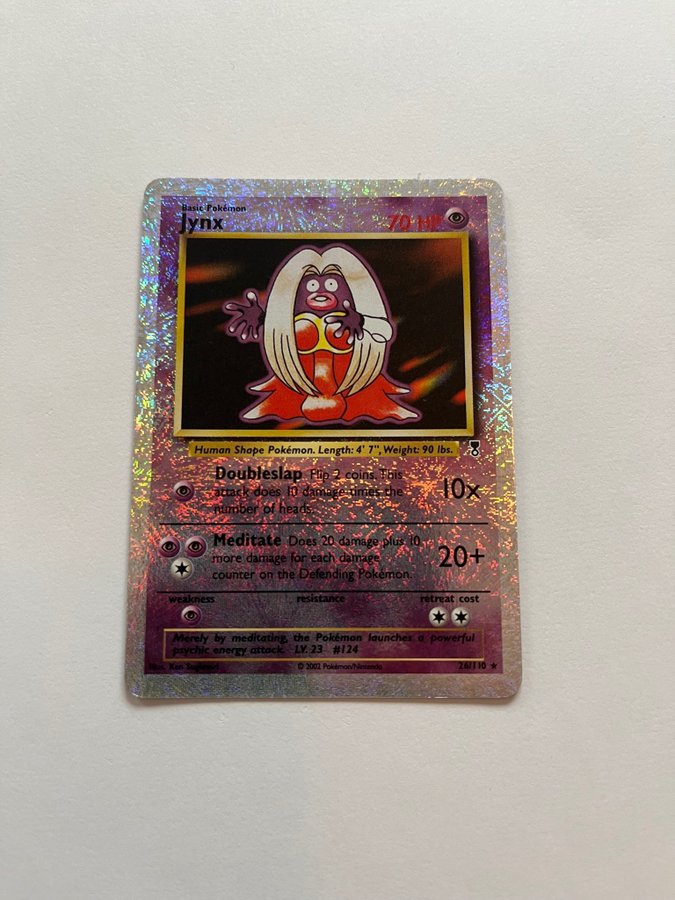 Basic Pokémon
Jynx
70 HP
Human Shape Pokémon. Length: 4' 7", Weight: 90 lbs.
Doubleslap Flip 2 coins. This
attack does 10 damage times the
number of heads.
10x
Meditate Does 20 damage plus 10
more damage for each damage
counter on the Defending Pokémon.
20+
weakness resistance retreat cost
Merely by meditating, the Pokémon launches a powerful
psychic energy attack. LV. 23 #124
Illus. Ken Sugimori © 2002 Pokémon/Nintendo 26/110 ★